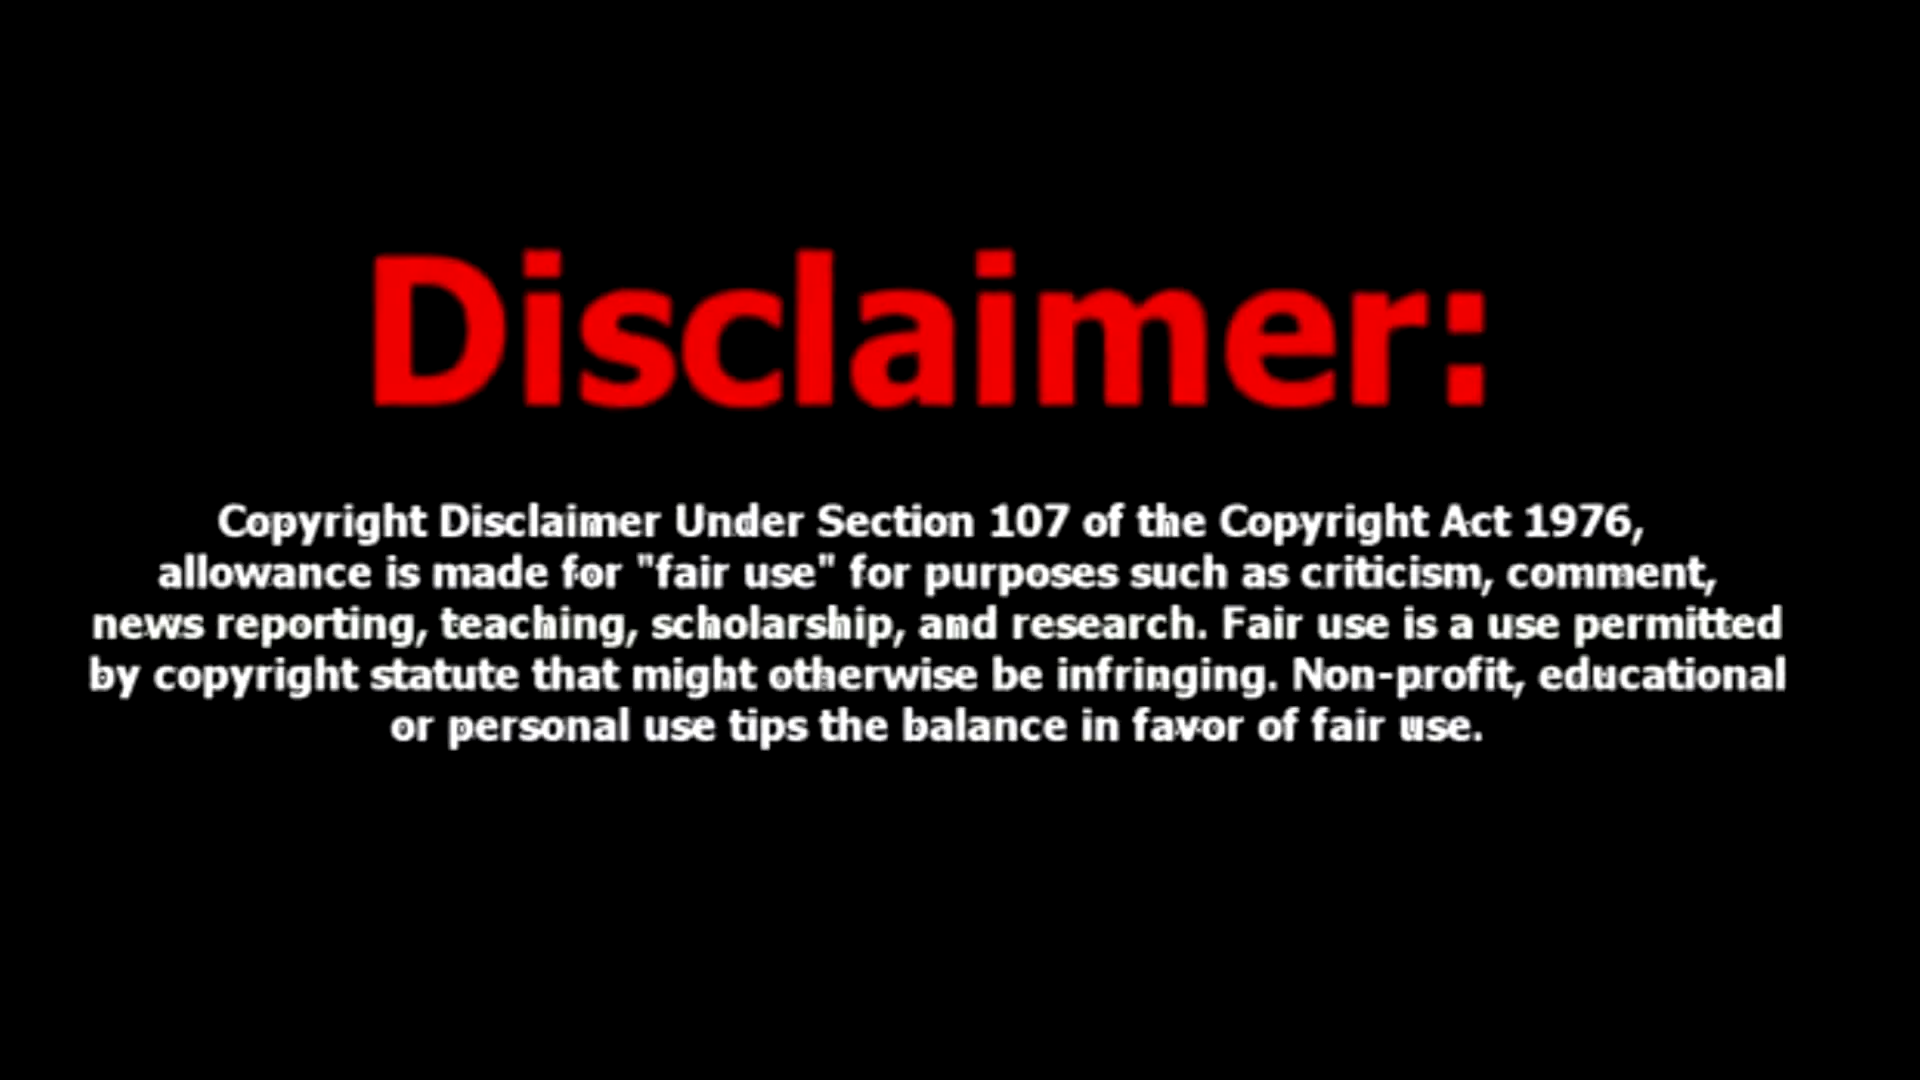 Disclaimer:
Copyright Disclaimer Under Section 107 of the Copyright Act 1976,
allowance is made for "fair use" for purposes such as criticism, comment,
news reporting, teaching, scholarship, and research. Fair use is a use permitted
by copyright statute that might otherwise be infringing. Non-profit, educational
or personal use tips the balance in favor of fair use.